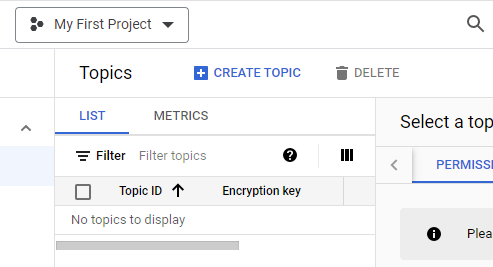 My First Project
Topics
CREATE TOPIC
DELETE
LIST
METRICS
Filter
Filter topics
Topic ID
Encryption key
No topics to display
Select a top
PERMISS
Plea